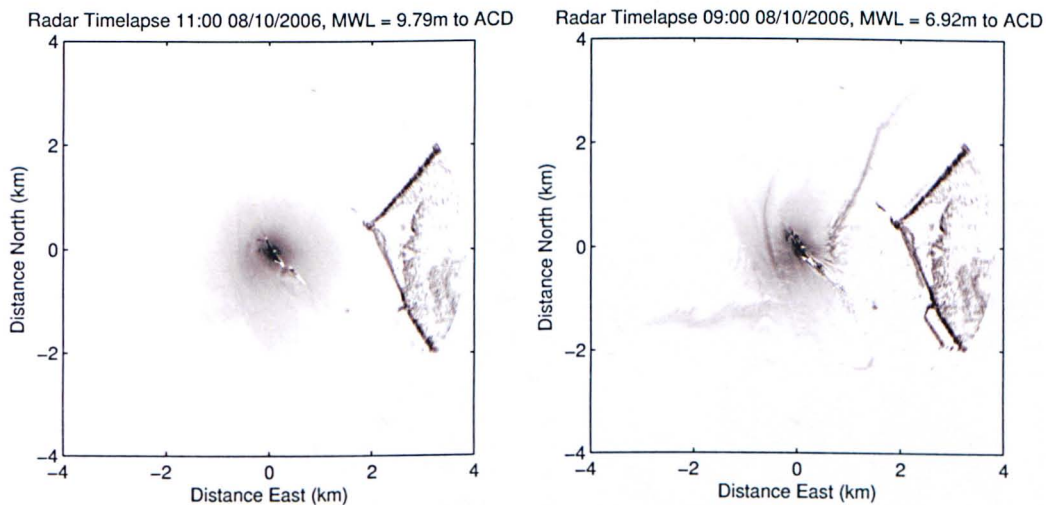 Radar Timelapse 11:00 08/10/2006, MWL = 9.79m to ACD
4
2
0
−2
−4
Distance North (km)
−4 −2 0 2 4
Distance East (km)
Radar Timelapse 09:00 08/10/2006, MWL = 6.92m to ACD
4
2
0
−2
−4
Distance North (km)
−4 −2 0 2 4
Distance East (km)